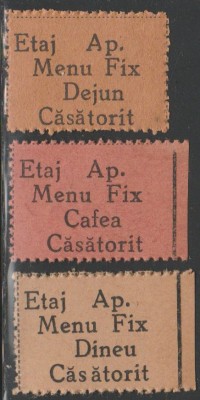 Etaj Ap.
Menu Fix
Dejun
Căsătorit
Etaj Ap.
Menu Fix
Cafea
Căsătorit
Etaj Ap.
Menu Fix
Dineu
Căsătorit